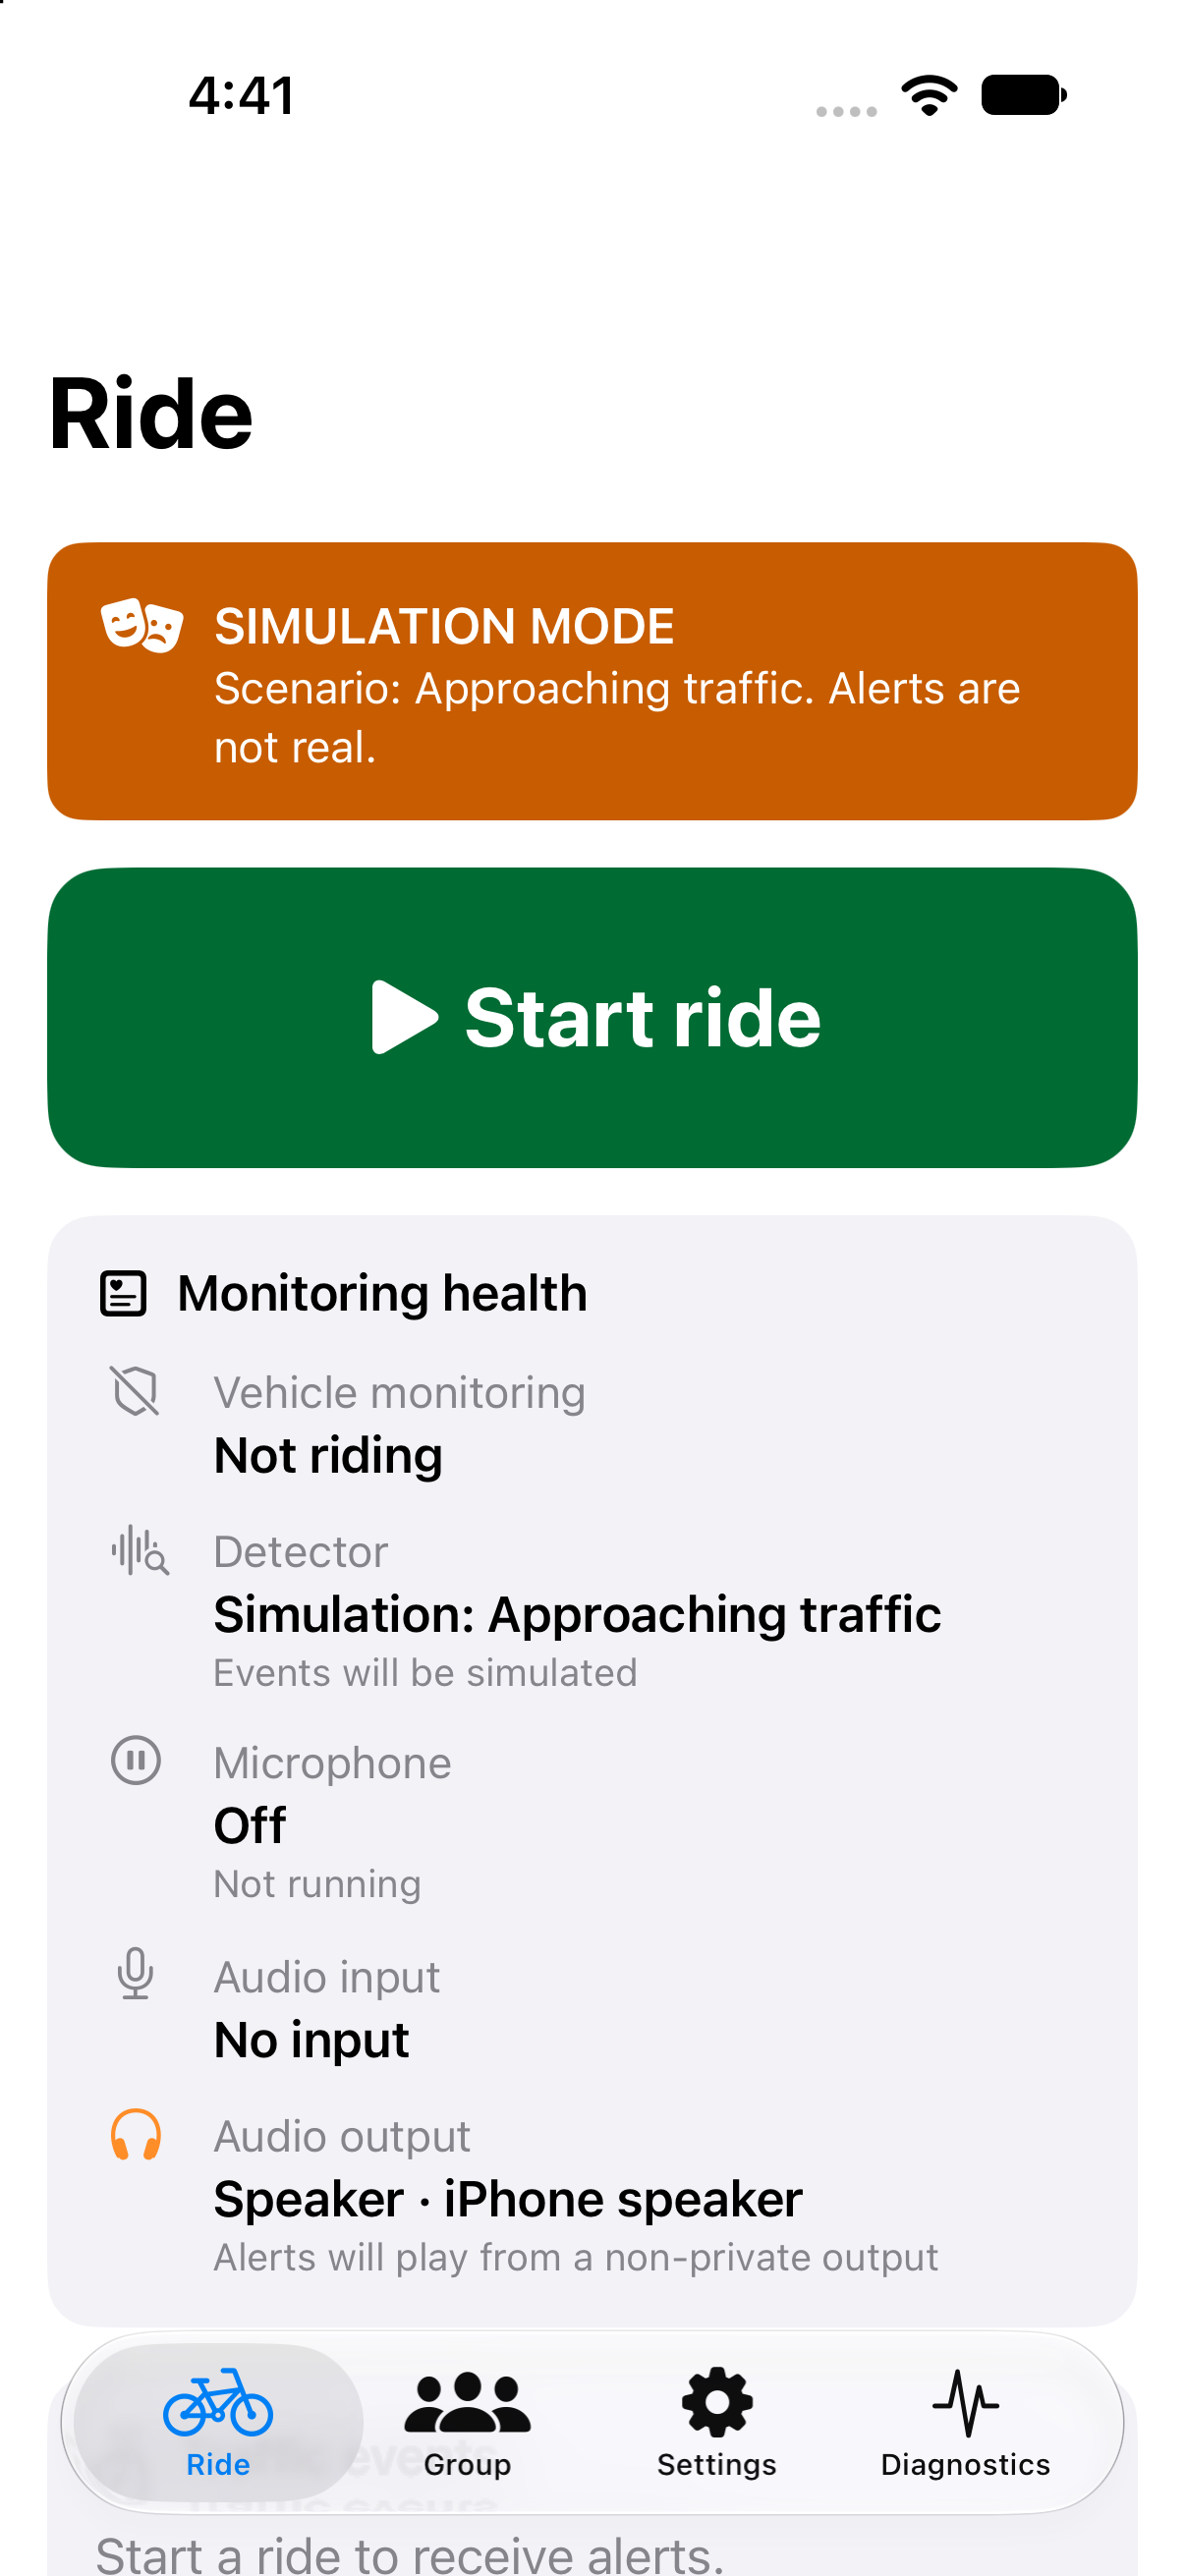 4:41
Ride
SIMULATION MODE
Scenario: Approaching traffic. Alerts are
not real.
Start ride
Monitoring health
Vehicle monitoring
Not riding
Detector
Simulation: Approaching traffic
Events will be simulated
Microphone
Off
Not running
Audio input
No input
Audio output
Speaker · iPhone speaker
Alerts will play from a non-private output
events
Ride
Group
Settings
Diagnostics
Start a ride to receive alerts.